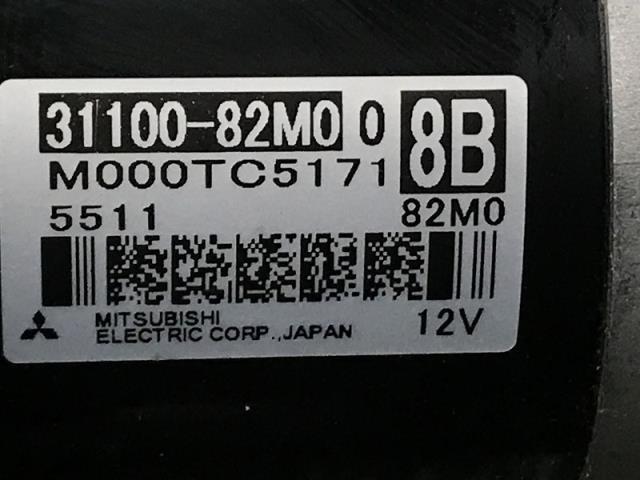 31100-82M0 0 8B
M000TC5171
5511 82M0
MITSUBISHI
ELECTRIC CORP.,JAPAN 12V